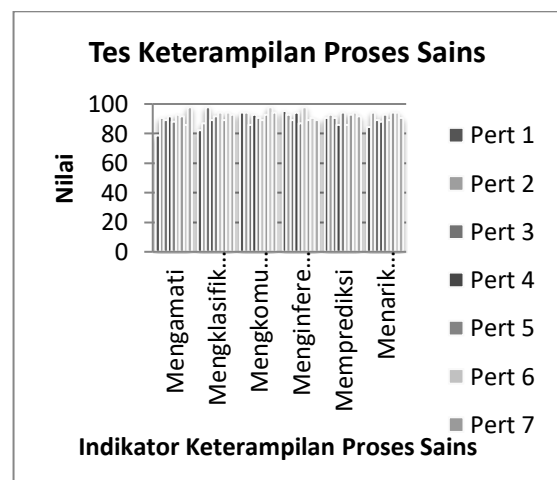 Tes Keterampilan Proses Sains
Nilai
100
80
60
40
20
0
Mengamati
Mengklasifik…
Mengkomu…
Menginfere…
Memprediksi
Menarik…
Indikator Keterampilan Proses Sains
Pert 1
Pert 2
Pert 3
Pert 4
Pert 5
Pert 6
Pert 7